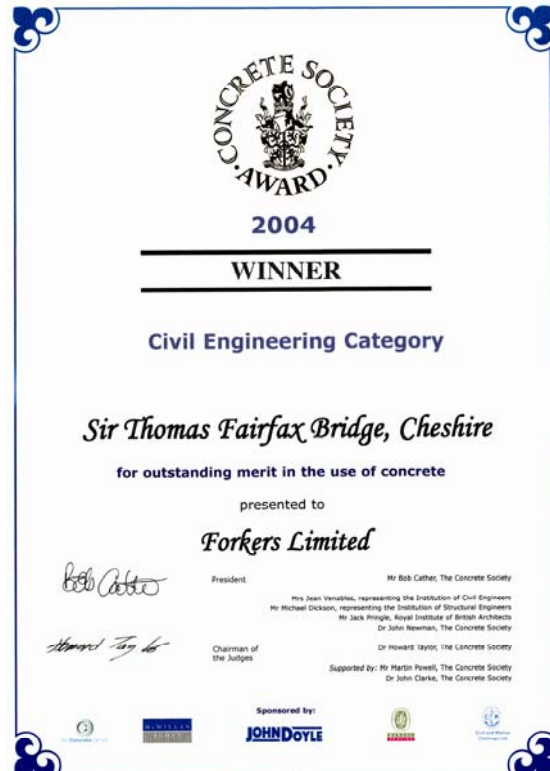 CONCRETE SOCIETY
· AWARD ·
2004
WINNER
Civil Engineering Category
Sir Thomas Fairfax Bridge, Cheshire
for outstanding merit in the use of concrete
presented to
Forkers Limited
President
Mr Bob Cather, The Concrete Society
Mrs Jean Venables, representing the Institution of Civil Engineers
Mr Michael Dickson, representing the Institution of Structural Engineers
Mr Jack Pringle, Royal Institute of British Architects
Dr John Newman, The Concrete Society
Chairman of
the Judges
Dr Howard Taylor, The Concrete Society
Supported by: Mr Martin Powell, The Concrete Society
Dr John Clarke, The Concrete Society
Sponsored by:
JOHN DOYLE